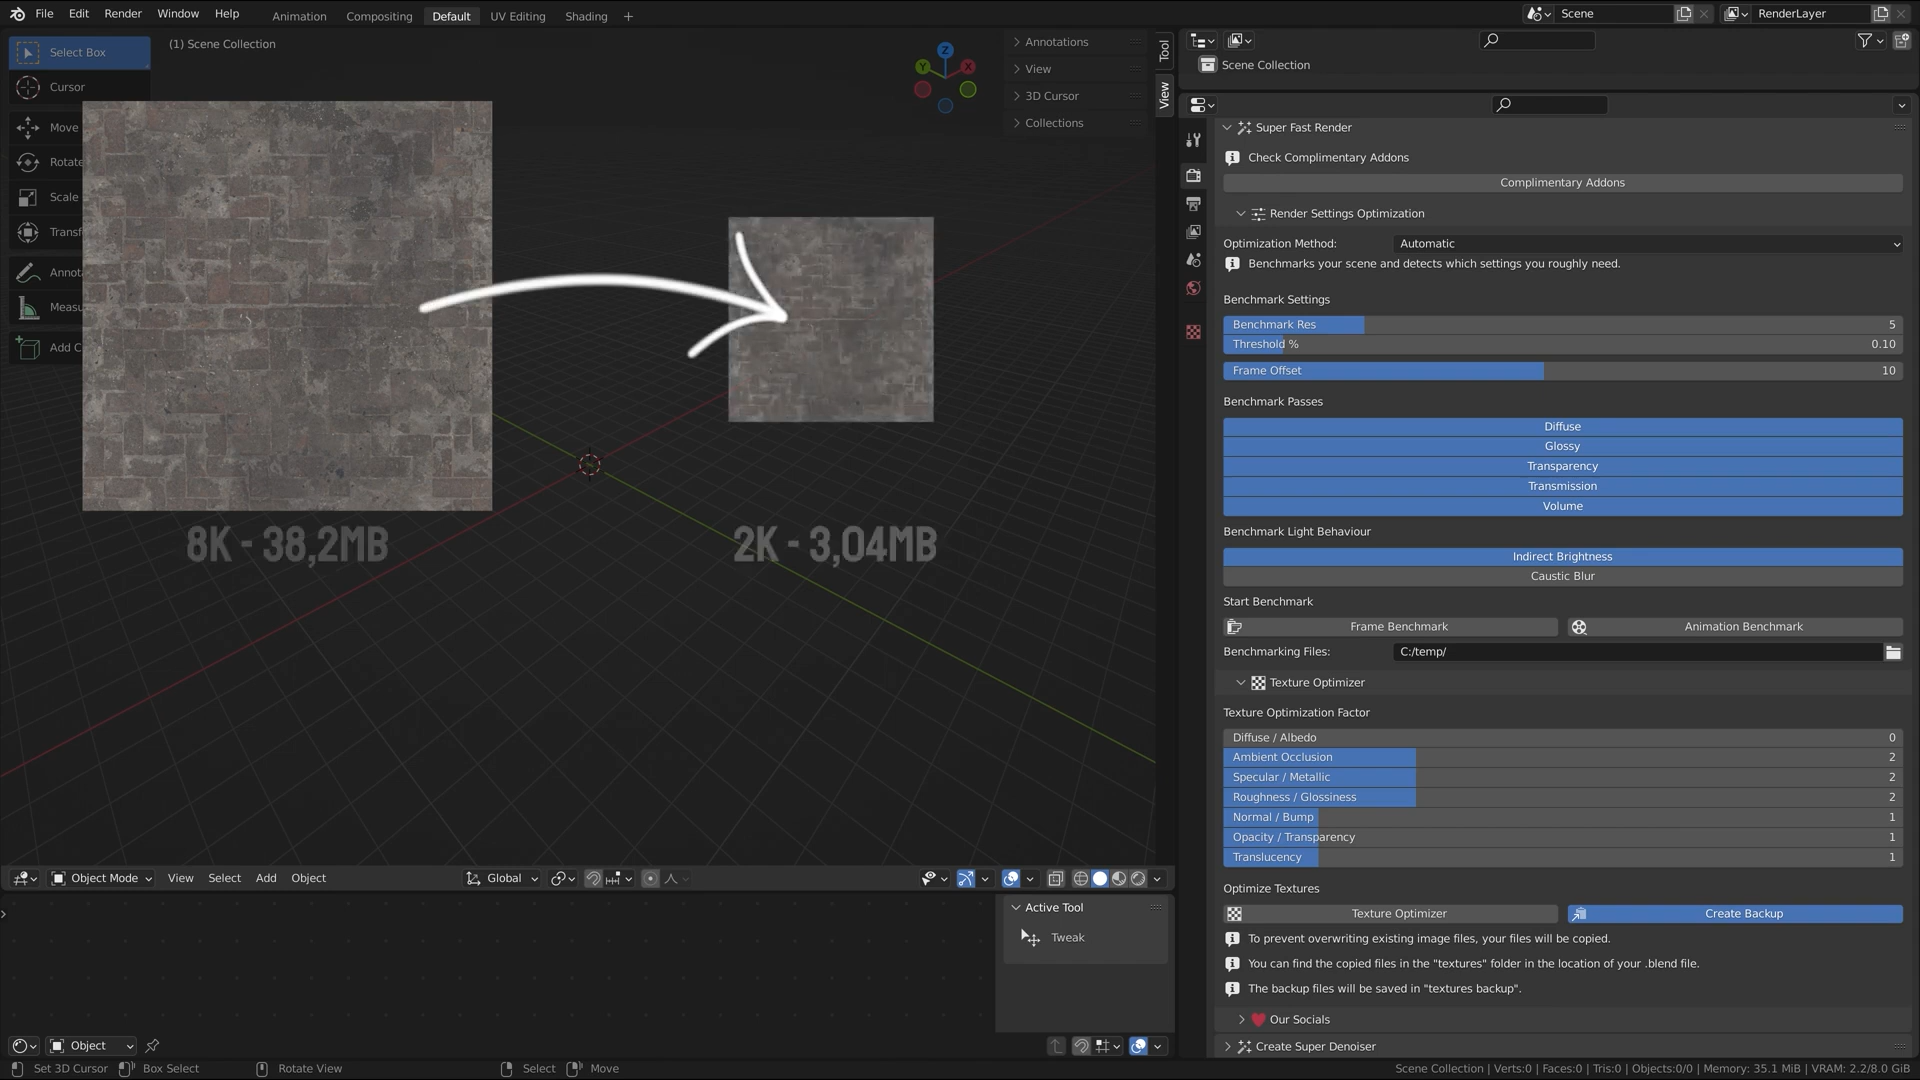 File Edit Render Window Help
Animation Compositing Default UV Editing Shading +
Scene
RenderLayer
Select Box
(1) Scene Collection
Cursor
Move
Rotate
Scale
Transf
Annot
Measu
Add C
Z
Y
X
Annotations
View
3D Cursor
Collections
Tool
View
8K - 38,2MB
2K - 3,04MB
Object Mode View Select Add Object
Global
Active Tool
Tweak
Object
Scene Collection
Super Fast Render
Check Complimentary Addons
Complimentary Addons
Render Settings Optimization
Optimization Method: Automatic
Benchmarks your scene and detects which settings you roughly need.
Benchmark Settings
Benchmark Res 5
Threshold % 0.10
Frame Offset 10
Benchmark Passes
Diffuse
Glossy
Transparency
Transmission
Volume
Benchmark Light Behaviour
Indirect Brightness
Caustic Blur
Start Benchmark
Frame Benchmark Animation Benchmark
Benchmarking Files: C:/temp/
Texture Optimizer
Texture Optimization Factor
Diffuse / Albedo 0
Ambient Occlusion 2
Specular / Metallic 2
Roughness / Glossiness 2
Normal / Bump 1
Opacity / Transparency 1
Translucency 1
Optimize Textures
Texture Optimizer Create Backup
To prevent overwriting existing image files, your files will be copied.
You can find the copied files in the "textures" folder in the location of your .blend file.
The backup files will be saved in "textures backup".
Our Socials
Create Super Denoiser
Set 3D Cursor Box Select Rotate View Select Move
Scene Collection | Verts:0 | Faces:0 | Tris:0 | Objects:0/0 | Memory: 35.1 MiB | VRAM: 2.2/8.0 GiB